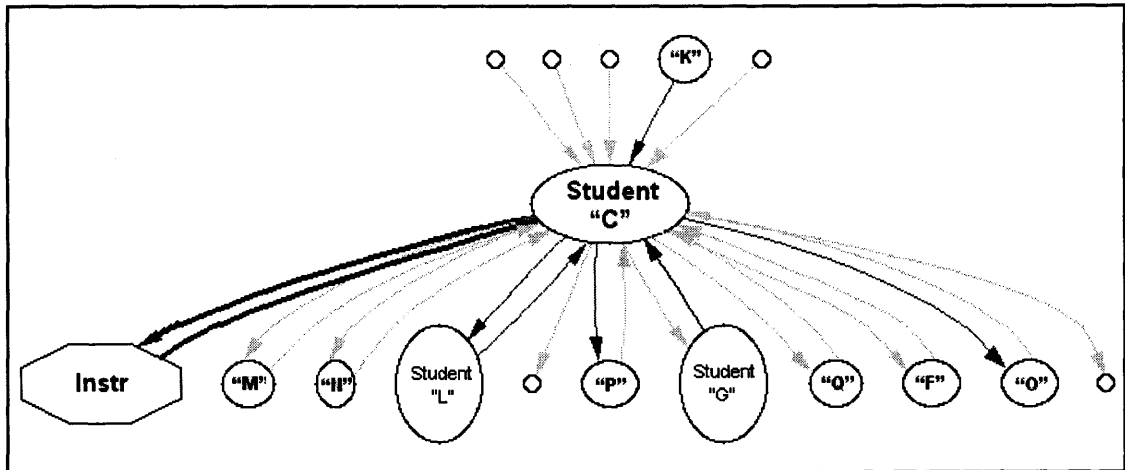 “K”
Student
“C”
Instr
“M”
“H”
Student
"L"
“P”
Student
"G"
“Q”
“F”
“O”